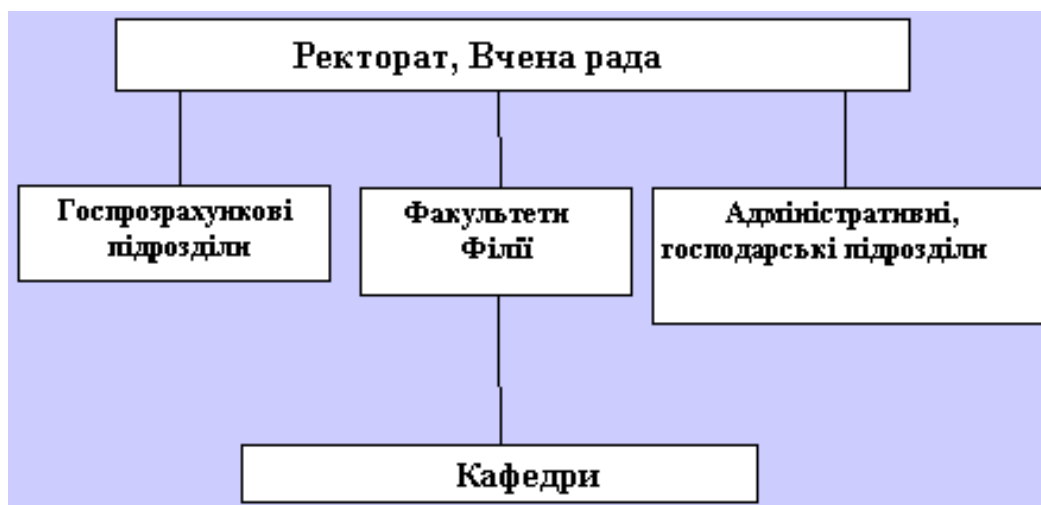 Ректорат, Вчена рада
Госпрозрахункові
підрозділи
Факультети
Філії
Адміністративні,
господарські підрозділи
Кафедри